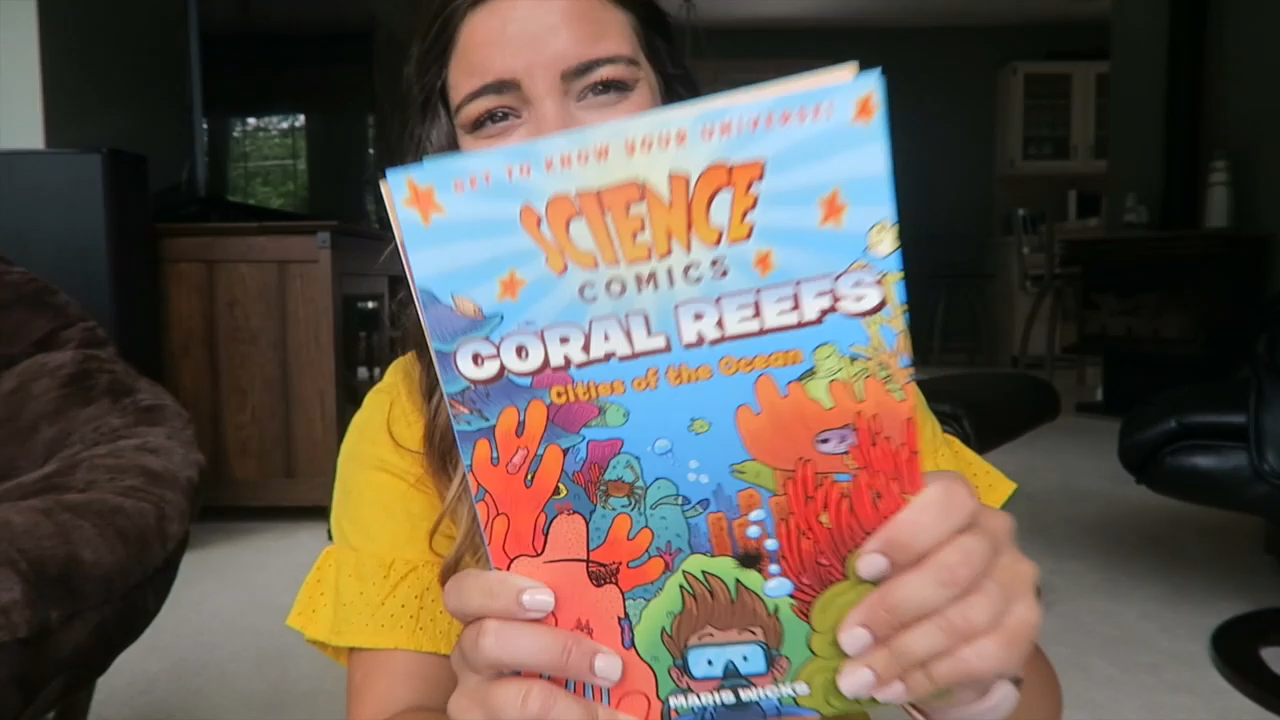 GET TO KNOW YOUR UNIVERSE!
SCIENCE
COMICS
CORAL REEFS
Cities of the Ocean
MARIS WICKS